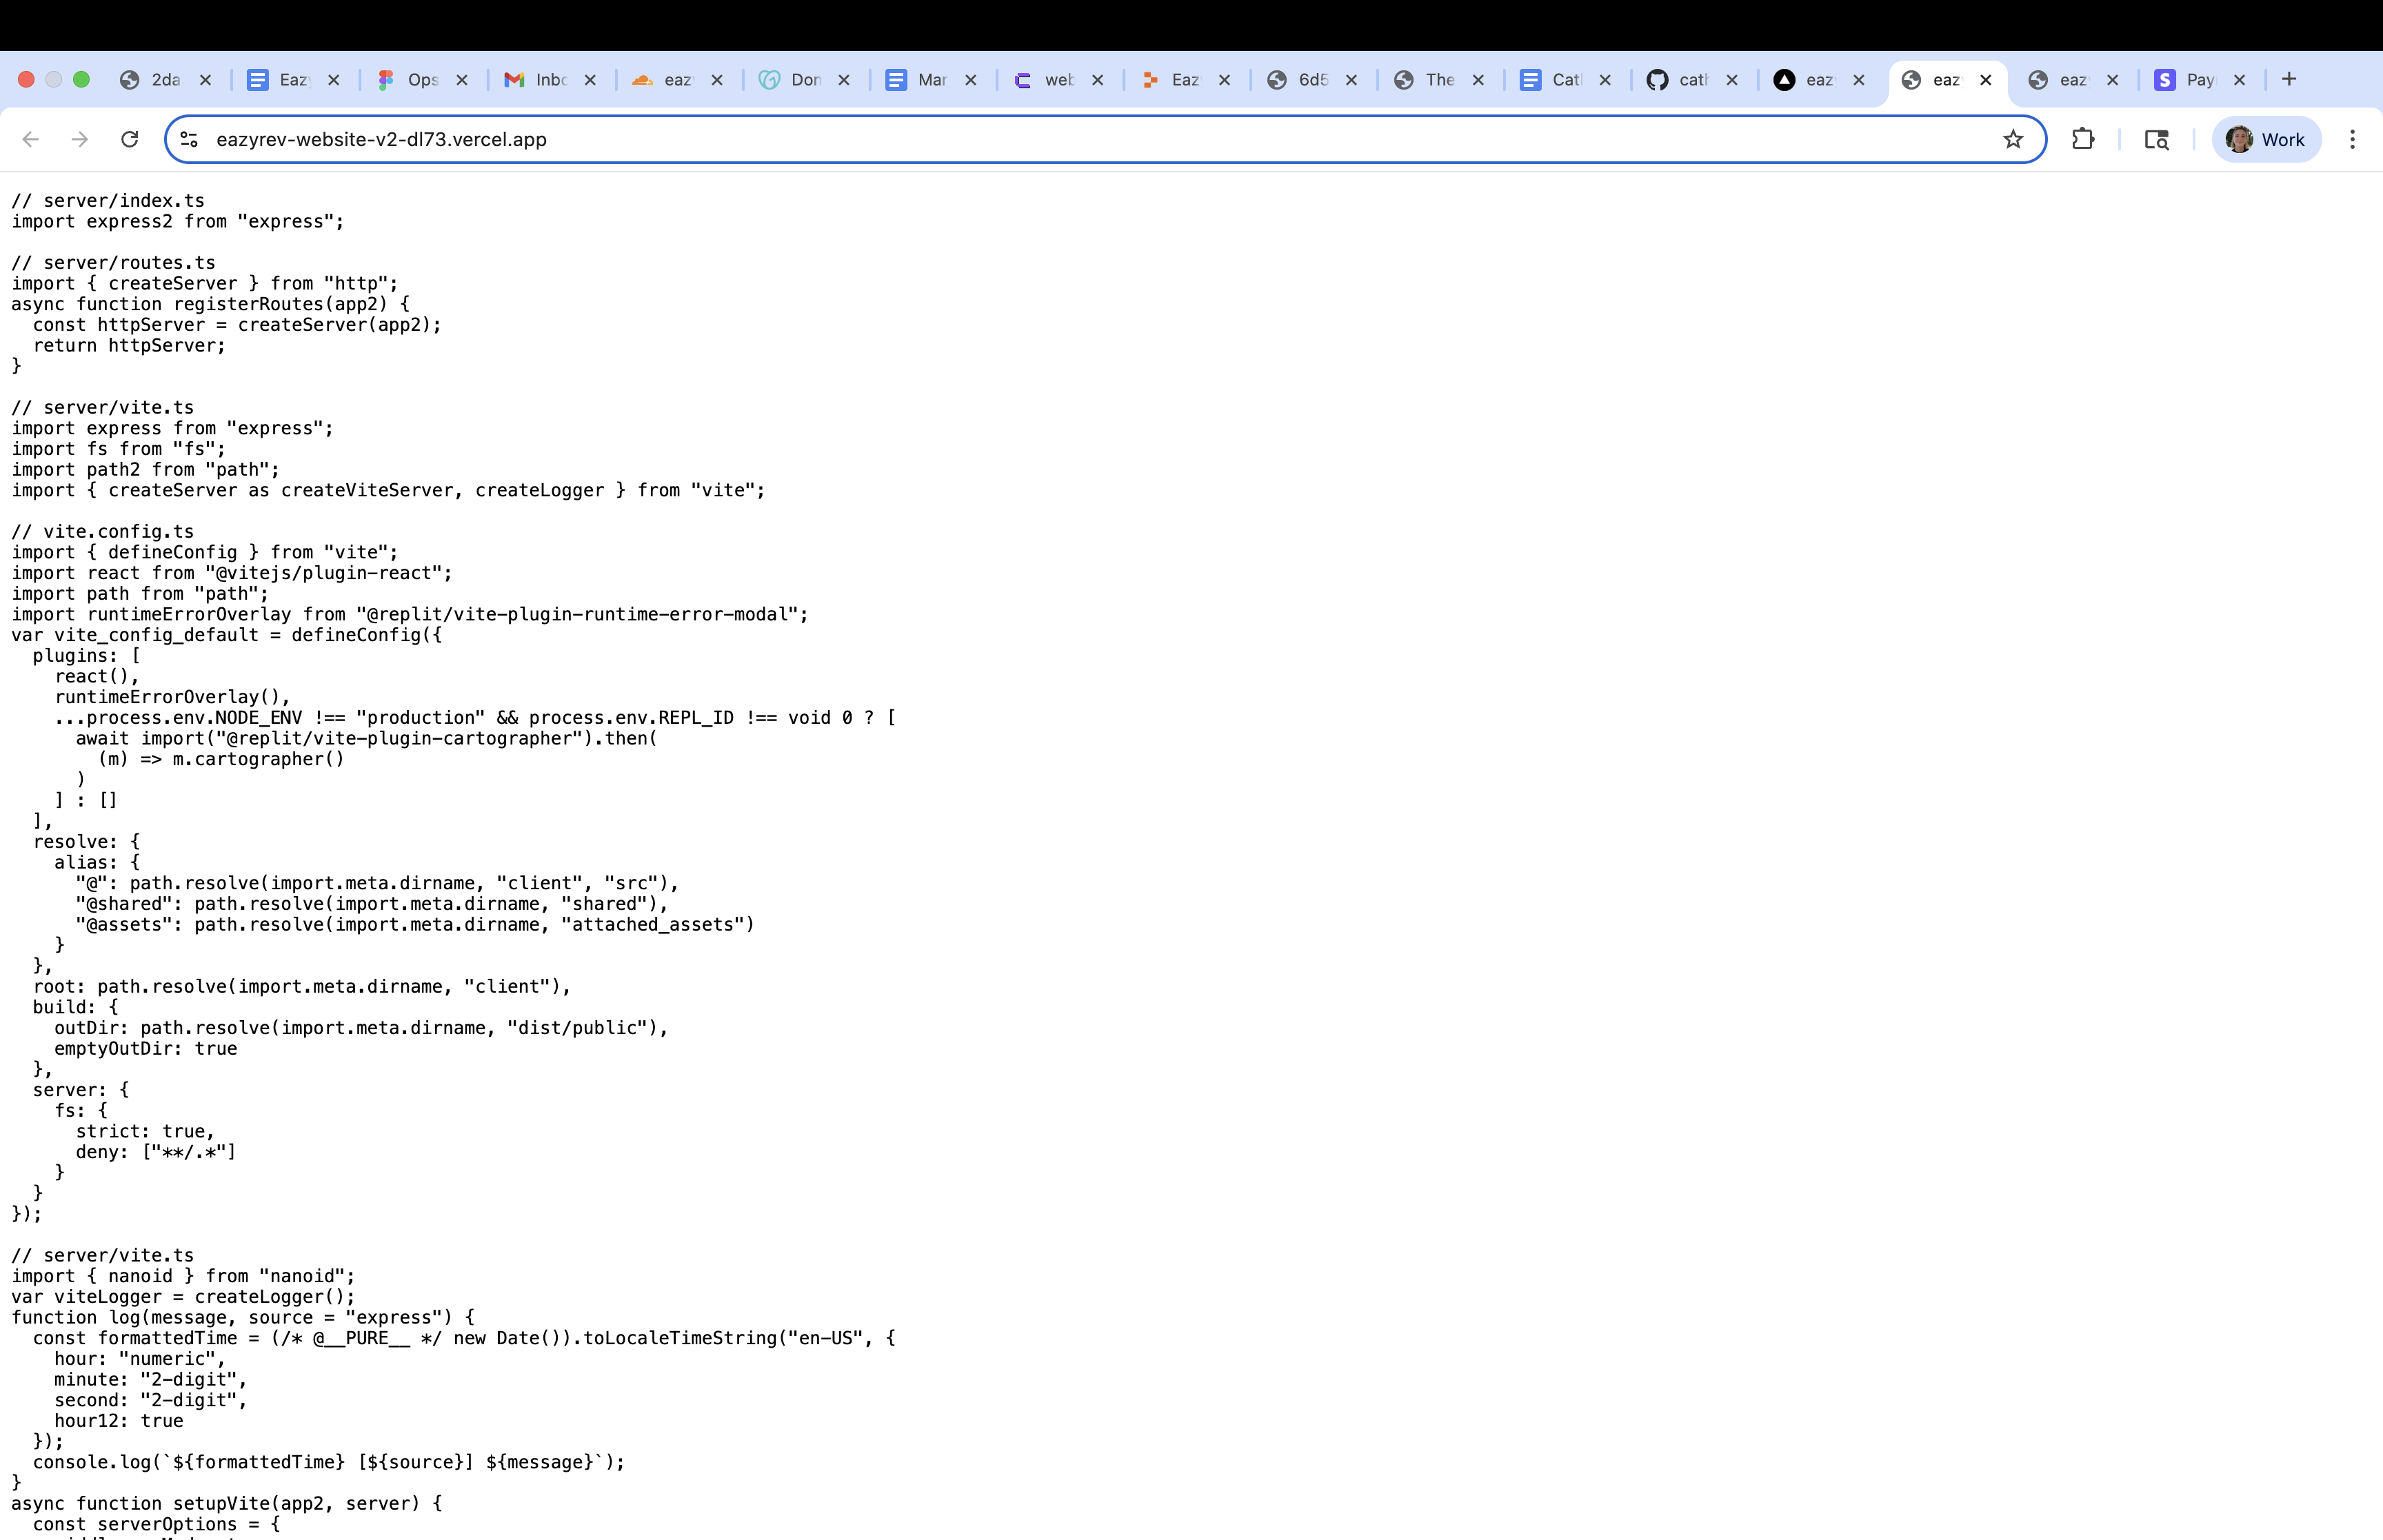 2da
Eaz
Ops
Inbc
eaz
Don
Mar
web
Eaz
6d5
The
Cat
cath
eaz
eaz
eaz
Pay
eazyrev-website-v2-dl73.vercel.app
Work
// server/index.ts
import express2 from "express";
// server/routes.ts
import { createServer } from "http";
async function registerRoutes(app2) {
  const httpServer = createServer(app2);
  return httpServer;
}
// server/vite.ts
import express from "express";
import fs from "fs";
import path2 from "path";
import { createServer as createViteServer, createLogger } from "vite";
// vite.config.ts
import { defineConfig } from "vite";
import react from "@vitejs/plugin-react";
import path from "path";
import runtimeErrorOverlay from "@replit/vite-plugin-runtime-error-modal";
var vite_config_default = defineConfig({
  plugins: [
    react(),
    runtimeErrorOverlay(),
    ...process.env.NODE_ENV !== "production" && process.env.REPL_ID !== void 0 ? [
      await import("@replit/vite-plugin-cartographer").then(
        (m) => m.cartographer()
      )
    ] : []
  ],
  resolve: {
    alias: {
      "@": path.resolve(import.meta.dirname, "client", "src"),
      "@shared": path.resolve(import.meta.dirname, "shared"),
      "@assets": path.resolve(import.meta.dirname, "attached_assets")
    }
  },
  root: path.resolve(import.meta.dirname, "client"),
  build: {
    outDir: path.resolve(import.meta.dirname, "dist/public"),
    emptyOutDir: true
  },
  server: {
    fs: {
      strict: true,
      deny: ["**/.*"]
    }
  }
});
// server/vite.ts
import { nanoid } from "nanoid";
var viteLogger = createLogger();
function log(message, source = "express") {
  const formattedTime = (/* @__PURE__ */ new Date()).toLocaleTimeString("en-US", {
    hour: "numeric",
    minute: "2-digit",
    second: "2-digit",
    hour12: true
  });
  console.log(`${formattedTime} [${source}] ${message}`);
}
async function setupVite(app2, server) {
  const serverOptions = {